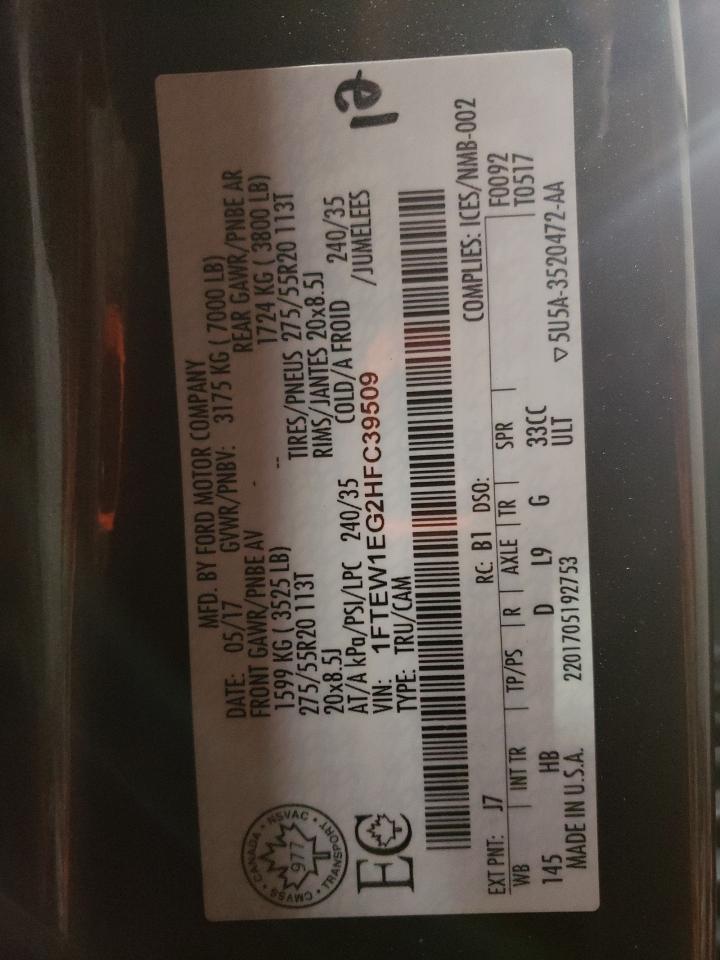 12
MFD. BY FORD MOTOR COMPANY
DATE: 05/17 GVWR/PNBV: 3175 KG ( 7000 LB)
FRONT GAWR/PNBE AV REAR GAWR/PNBE AR
1599 KG ( 3525 LB) 1724 KG ( 3800 LB)
275/55R20 113T TIRES/PNEUS 275/55R20 113T
20x8.5J RIMS/JANTES 20x8.5J
AT/A kPa/PSI/LPC 240/35 COLD/A FROID 240/35
VIN: 1FTEW1EG2HFC39509 /JUMELEES
TYPE: TRU/CAM
CANADA • NSVAC • TRANSPORT • CMVSS •
977
EC
COMPLIES: ICES/NMB-002
EXT PNT: J7 RC: B1 DSO: F0092
WB INT TR TP/PS R AXLE TR SPR T0517
145 HB D L9 G 33CC
MADE IN U.S.A. 2201705192753 ULT ▽5U5A-3520472-AA